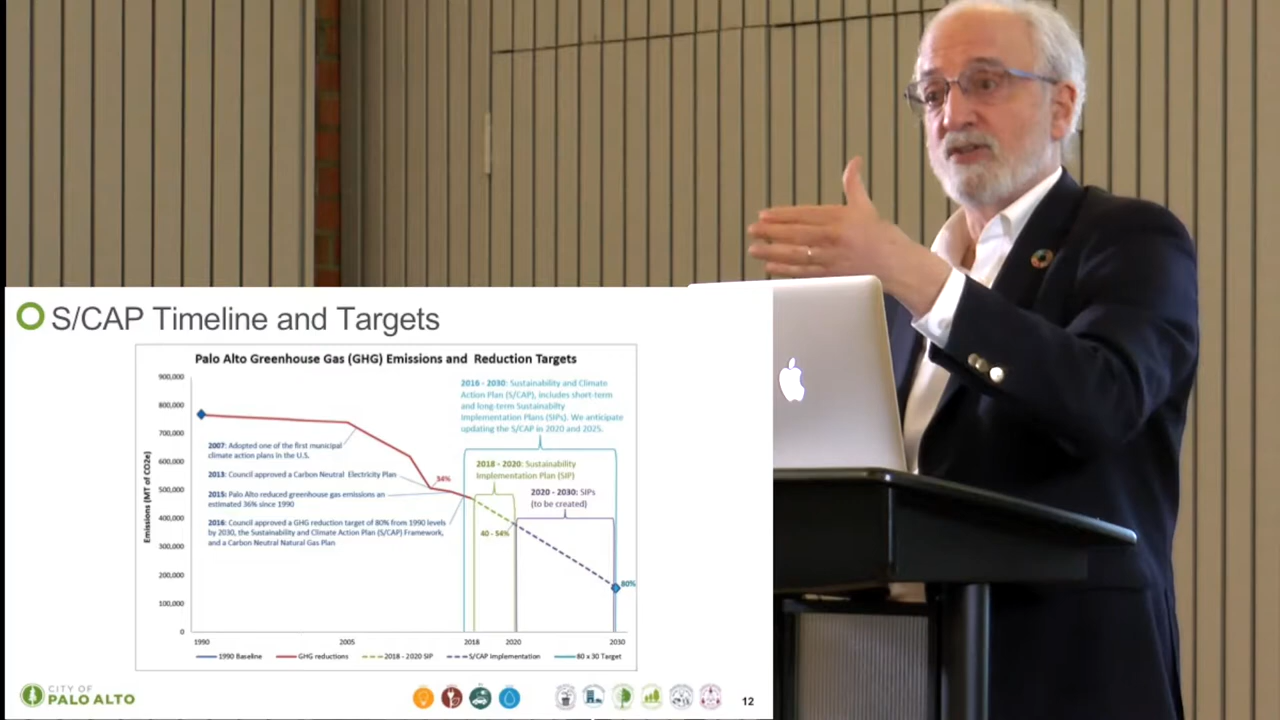 S/CAP Timeline and Targets
Palo Alto Greenhouse Gas (GHG) Emissions and Reduction Targets
Emissions (MT of CO2e)
900,000
800,000
700,000
600,000
500,000
400,000
300,000
200,000
100,000
0
2016 - 2030: Sustainability and Climate
Action Plan (S/CAP), includes short-term
and long-term Sustainabilty
Implementation Plans (SIPs). We anticipate
updating the S/CAP in 2020 and 2025.
2007: Adopted one of the first municipal
climate action plans in the U.S.
2013: Council approved a Carbon Neutral Electricity Plan
34%
2015: Palo Alto reduced greenhouse gas emissions an
estimated 36% since 1990
2016: Council approved a GHG reduction target of 80% from 1990 levels
by 2030, the Sustainability and Climate Action Plan (S/CAP) Framework,
and a Carbon Neutral Natural Gas Plan
2018 - 2020: Sustainability
Implementation Plan (SIP)
2020 - 2030: SIPs
(to be created)
40 - 54%
80%
1990
2005
2018
2020
2030
1990 Baseline
GHG reductions
2018 - 2020 SIP
S/CAP Implementation
80 x 30 Target
CITY OF
PALO ALTO
12